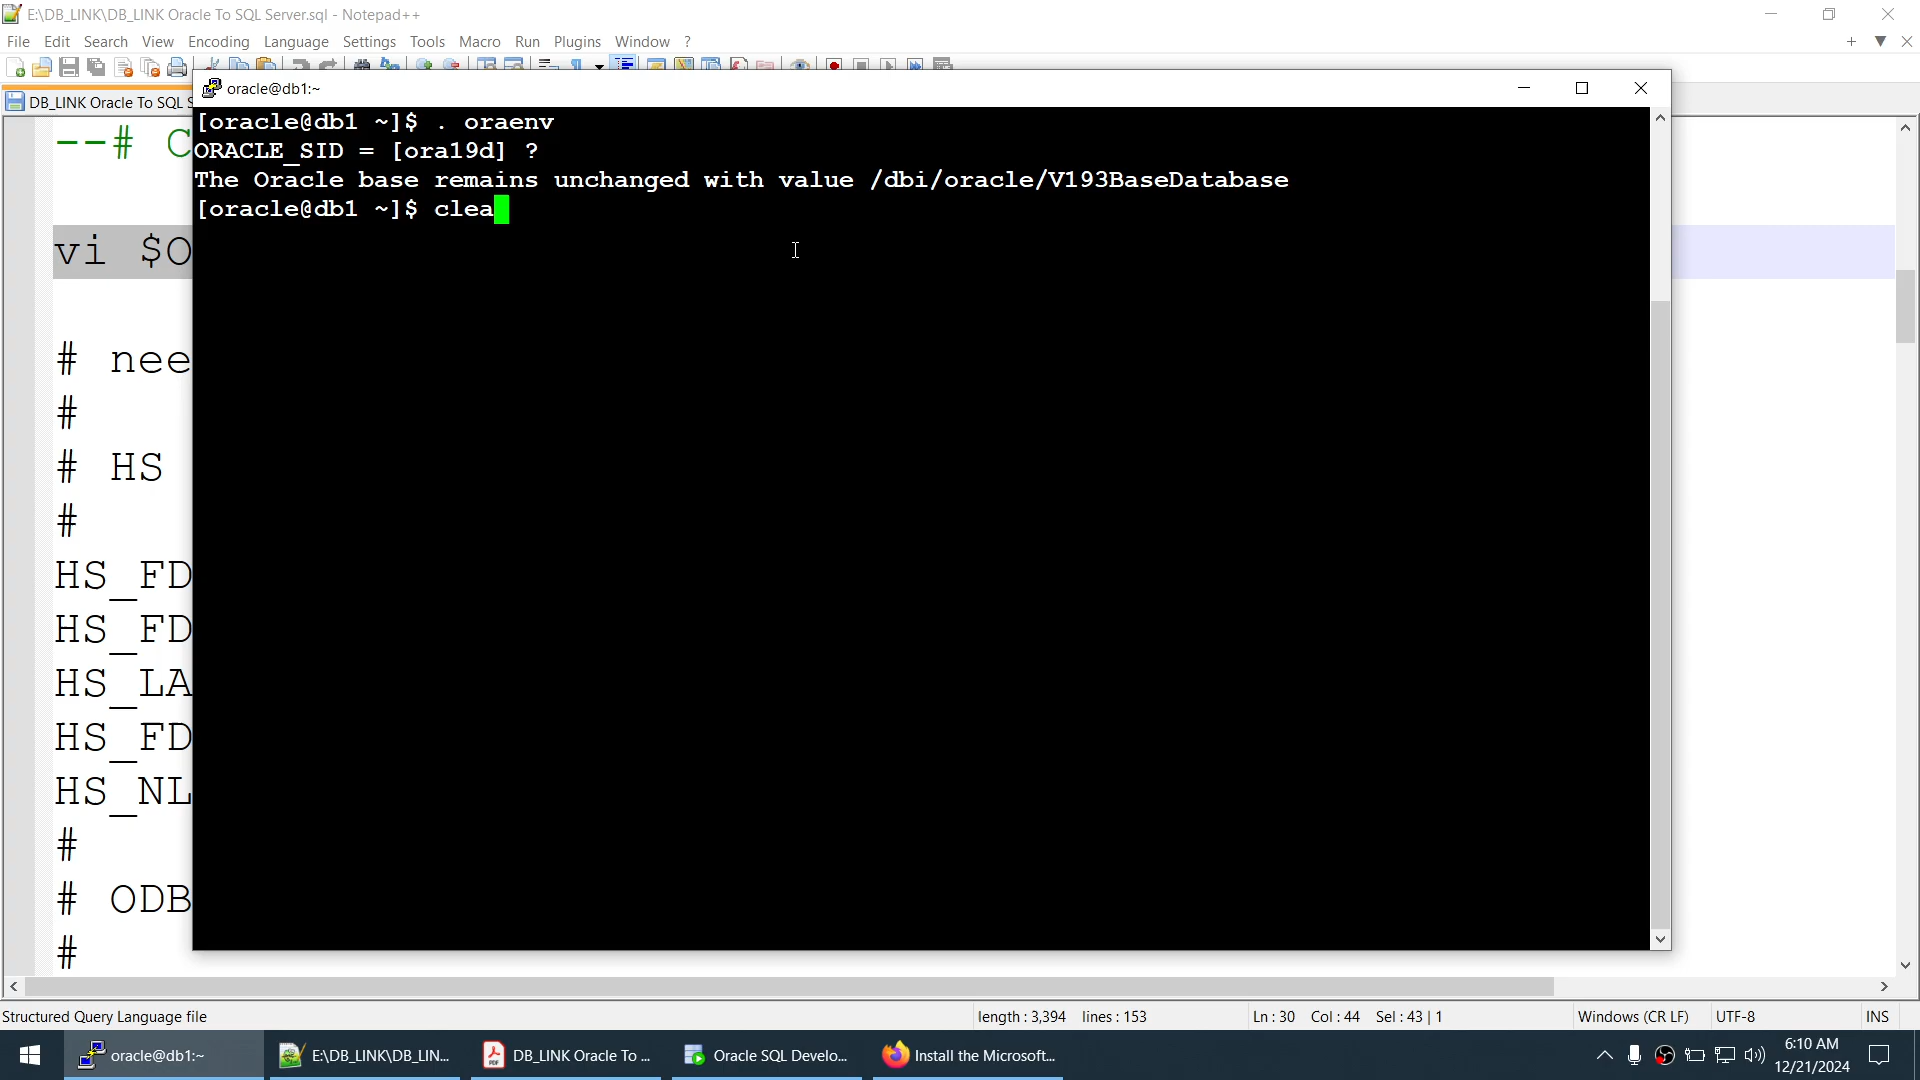 E:\DB_LINK\DB_LINK Oracle To SQL Server.sql - Notepad++
File Edit Search View Encoding Language Settings Tools Macro Run Plugins Window ?
DB_LINK Oracle To SQL S
oracle@db1:~
[oracle@db1 ~]$ . oraenv
ORACLE_SID = [ora19d] ?
The Oracle base remains unchanged with value /dbi/oracle/V193BaseDatabase
[oracle@db1 ~]$ clea
--# C
vi $O
# nee
#
# HS
#
HS_FD
HS_FD
HS_LA
HS_FD
HS_NL
#
# ODB
#
Structured Query Language file
length : 3,394 lines : 153
Ln : 30 Col : 44 Sel : 43 | 1
Windows (CR LF)
UTF-8
INS
oracle@db1:~
E:\DB_LINK\DB_LIN...
DB_LINK Oracle To ...
Oracle SQL Develo...
Install the Microsoft...
6:10 AM
12/21/2024